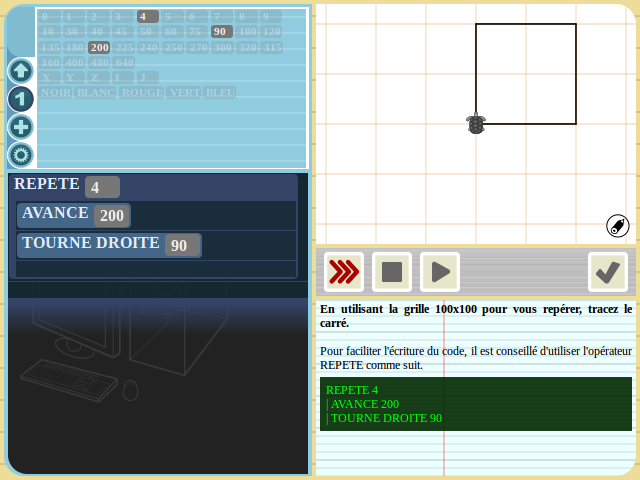 0 1 2 3 4 5 6 7 8 9
10 30 40 45 50 60 75 90 100 120
135 180 200 225 240 250 270 300 320 315
360 400 480 640
X Y Z I J
NOIR BLANC ROUGE VERT BLEU
1
REPETE 4
AVANCE 200
TOURNE DROITE 90
En utilisant la grille 100x100 pour vous repérer, tracez le
carré.
Pour faciliter l'écriture du code, il est conseillé d'utiliser l'opérateur
REPETE comme suit.
REPETE 4
| AVANCE 200
| TOURNE DROITE 90